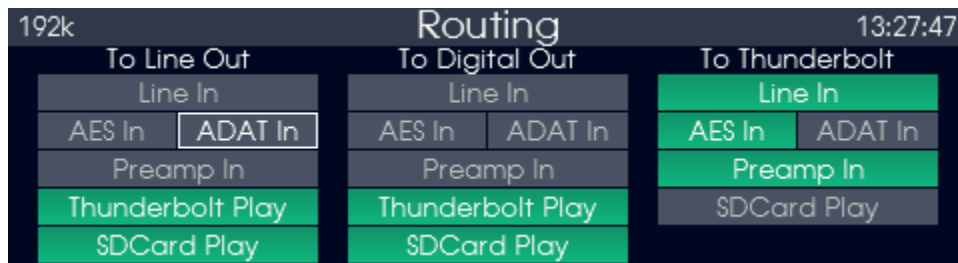 192k Routing 13:27:47
To Line Out To Digital Out To Thunderbolt
Line In Line In Line In
AES In ADAT In AES In ADAT In AES In ADAT In
Preamp In Preamp In Preamp In
Thunderbolt Play Thunderbolt Play SDCard Play
SDCard Play SDCard Play